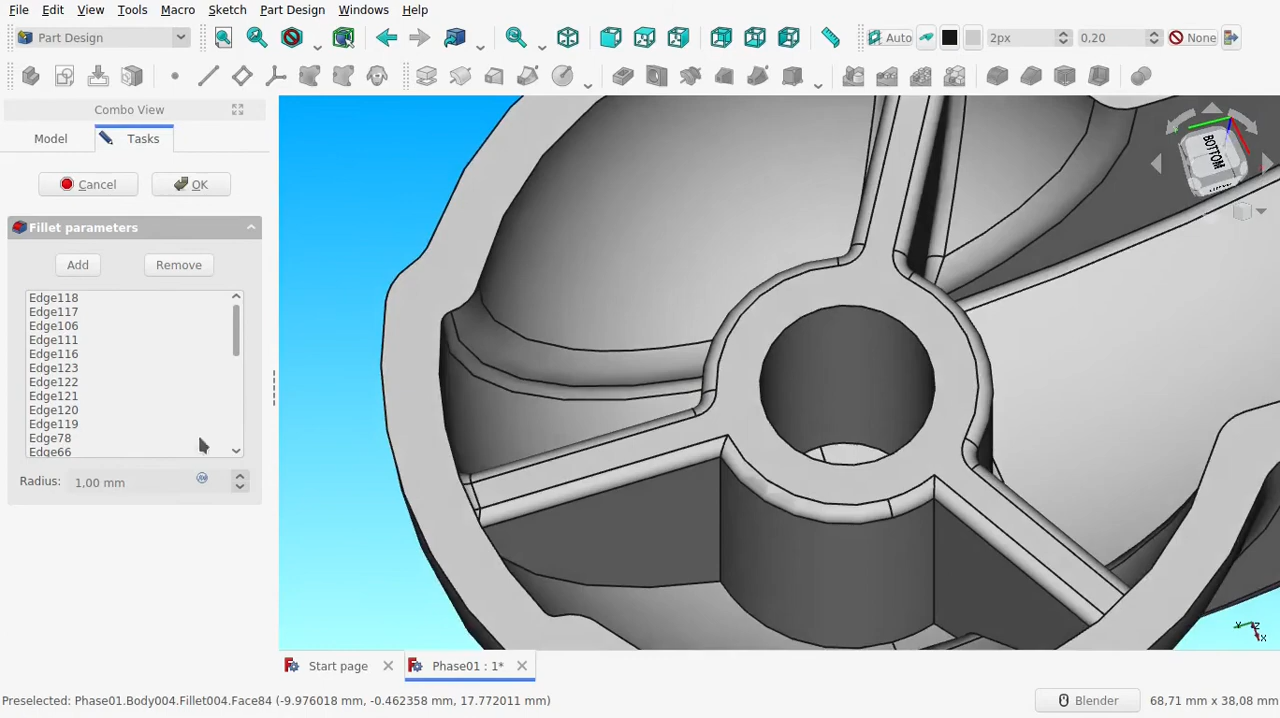 File Edit View Tools Macro Sketch Part Design Windows Help
Part Design Auto 2px 0,20 None
Combo View
Model Tasks
Cancel OK
Fillet parameters
Add Remove
Edge118
Edge117
Edge106
Edge111
Edge116
Edge123
Edge122
Edge121
Edge120
Edge119
Edge78
Edge66
Radius: 1,00 mm
BOTTOM
Y Z
X
Start page Phase01 : 1*
Preselected: Phase01.Body004.Fillet004.Face84 (-9.976018 mm, -0.462358 mm, 17.772011 mm) Blender 68,71 mm x 38,08 mm